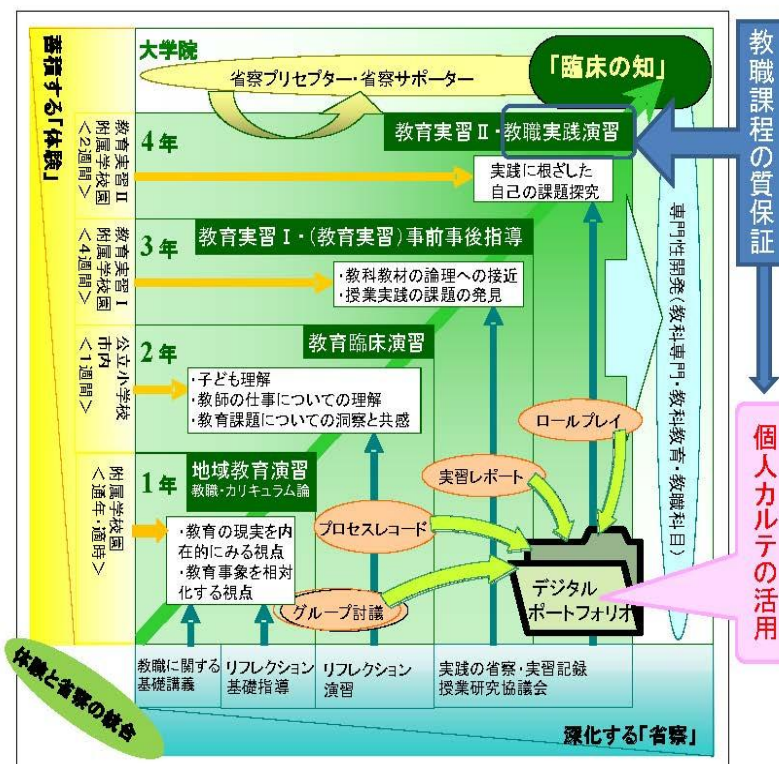 大学院
省察プリセプター・省察サポーター
「臨床の知」
教職課程の質保証
蓄積する「体験」
教育実習Ⅱ
附属学校園
<2週間>
4年
教育実習Ⅱ・教職実践演習
実践に根ざした
自己の課題探究
教育実習Ⅰ
附属学校園
<4週間>
3年
教育実習Ⅰ・(教育実習)事前事後指導
・教科教材の論理への接近
・授業実践の課題の発見
専門性開発(教科専門・教科教育・教職科目)
公立小学校
市内
<1週間>
2年
教育臨床演習
・子ども理解
・教師の仕事についての理解
・教育課題についての洞察と共感
ロールプレイ
個人カルテの活用
附属学校園
<通年・適時>
1年
地域教育演習
教職・カリキュラム論
実習レポート
・教育の現実を内
在的にみる視点
・教育事象を相対
化する視点
プロセスレコード
グループ討議
デジタル
ポートフォリオ
体験と省察の統合
教職に関する
基礎講義
リフレクション
基礎指導
リフレクション
演習
実践の省察・実習記録
授業研究協議会
深化する「省察」